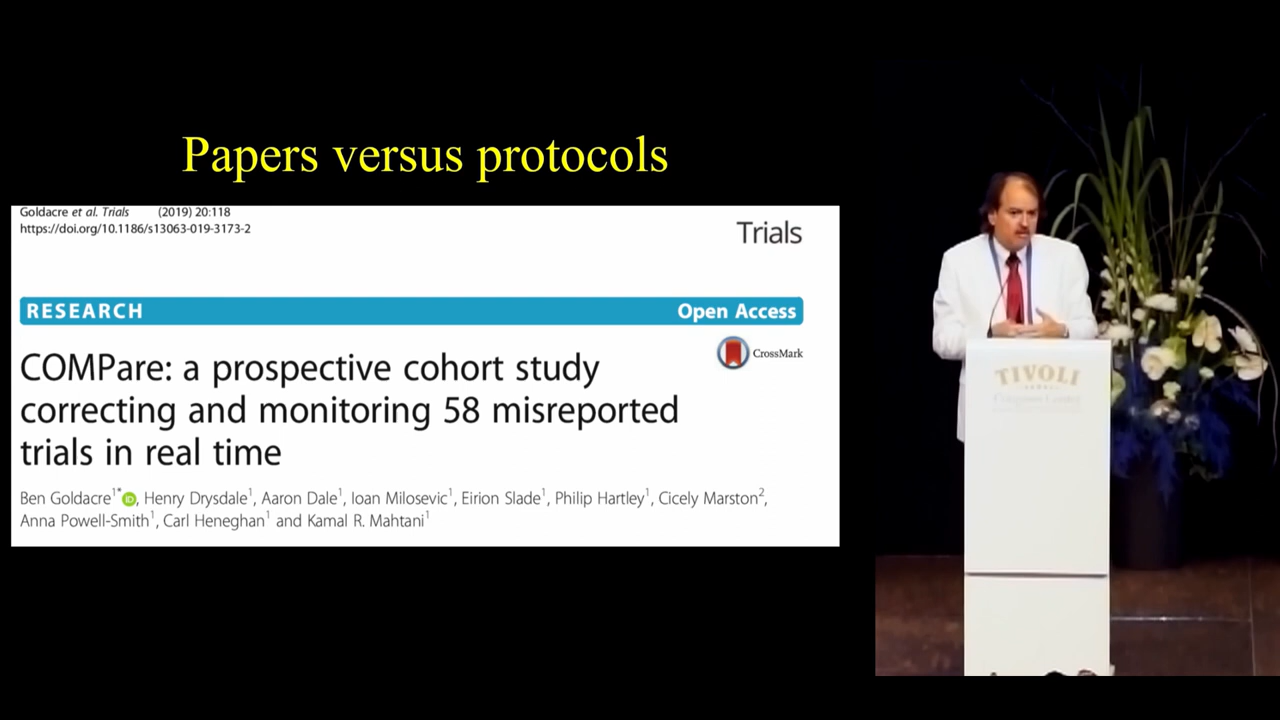 Papers versus protocols
Goldacre et al. Trials (2019) 20:118
https://doi.org/10.1186/s13063-019-3173-2
Trials
RESEARCH Open Access
CrossMark
COMPare: a prospective cohort study
correcting and monitoring 58 misreported
trials in real time
Ben Goldacre1*, Henry Drysdale1, Aaron Dale1, Ioan Milosevic1, Eirion Slade1, Philip Hartley1, Cicely Marston2,
Anna Powell-Smith1, Carl Heneghan1 and Kamal R. Mahtani1
TIVOLI